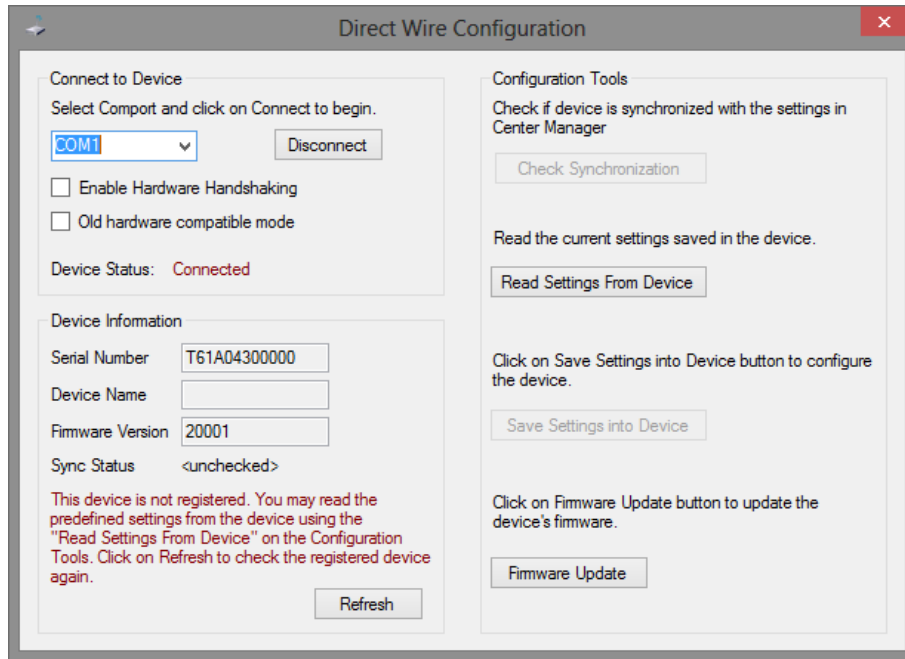 Direct Wire Configuration
Connect to Device
Select Comport and click on Connect to begin.
COM1
Disconnect
Enable Hardware Handshaking
Old hardware compatible mode
Device Status: Connected
Device Information
Serial Number T61A04300000
Device Name
Firmware Version 20001
Sync Status <unchecked>
This device is not registered. You may read the
predefined settings from the device using the
"Read Settings From Device" on the Configuration
Tools. Click on Refresh to check the registered device
again.
Refresh
Configuration Tools
Check if device is synchronized with the settings in
Center Manager
Check Synchronization
Read the current settings saved in the device.
Read Settings From Device
Click on Save Settings into Device button to configure
the device.
Save Settings into Device
Click on Firmware Update button to update the
device's firmware.
Firmware Update